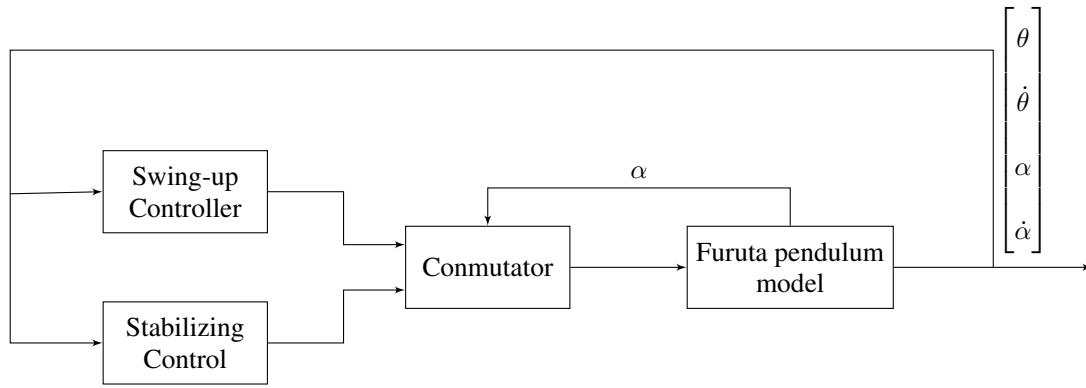 θ
θ̇
α
α̇
Swing-up
Controller
α
Conmutator
Furuta pendulum
model
Stabilizing
Control